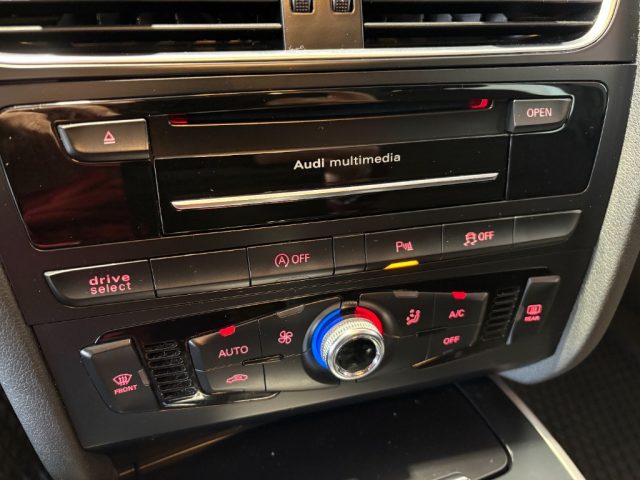 OPEN
Audi multimedia
drive
select
A OFF
P
OFF
AUTO
A/C
OFF
FRONT
REAR